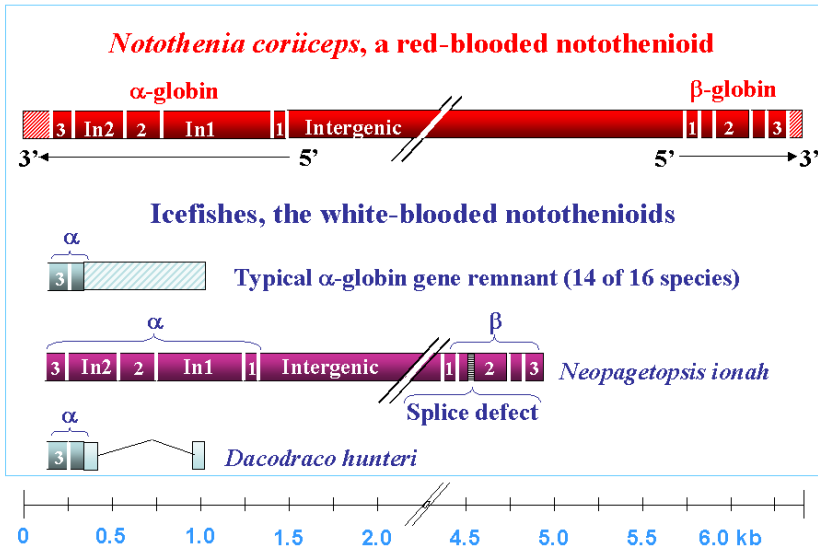 Notothenia coriiceps, a red-blooded notothenioid
α-globin β-globin
3 In2 2 In1 1 Intergenic 1 2 3
3’ 5’ 5’ 3’
Icefishes, the white-blooded notothenioids
α
3 Typical α-globin gene remnant (14 of 16 species)
α β
3 In2 2 In1 1 Intergenic 1 2 3 Neopagetopsis ionah
Splice defect
α
3 Dacodraco hunteri
0 0.5 1.0 1.5 2.0 4.5 5.0 5.5 6.0 kb